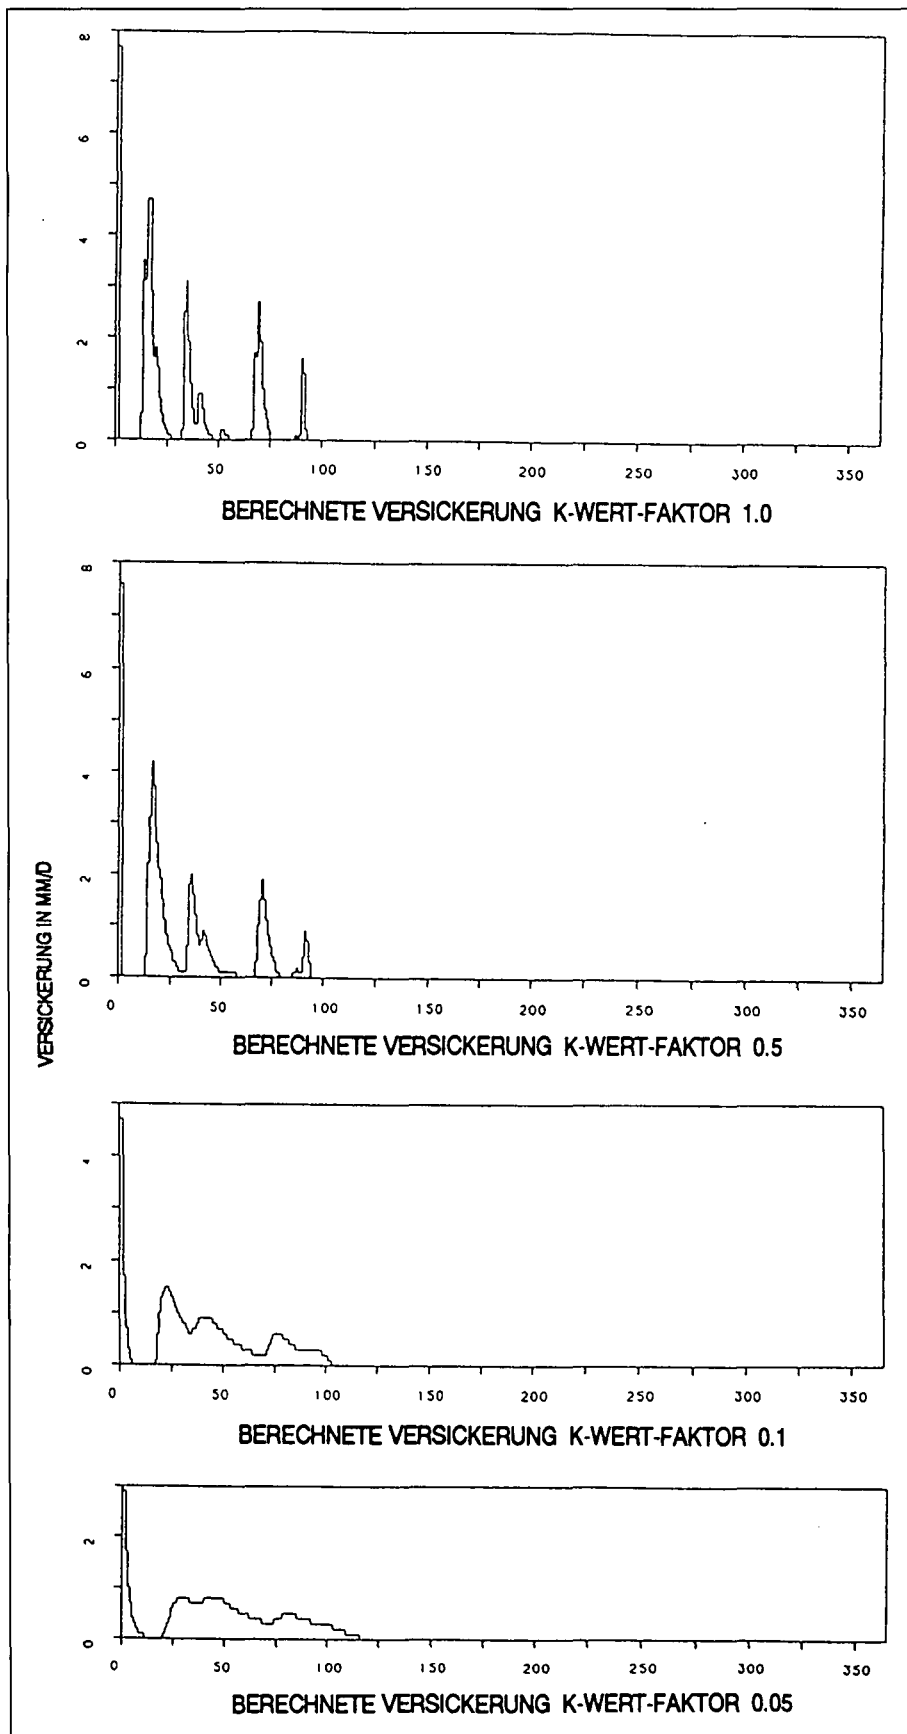 8
6
4
2
0
50 100 150 200 250 300 350
BERECHNETE VERSICKERUNG K-WERT-FAKTOR 1.0
8
6
4
2
0
0 50 100 150 200 250 300 350
BERECHNETE VERSICKERUNG K-WERT-FAKTOR 0.5
VERSICKERUNG IN MM/D
4
2
0
0 50 100 150 200 250 300 350
BERECHNETE VERSICKERUNG K-WERT-FAKTOR 0.1
2
0
0 50 100 150 200 250 300 350
BERECHNETE VERSICKERUNG K-WERT-FAKTOR 0.05